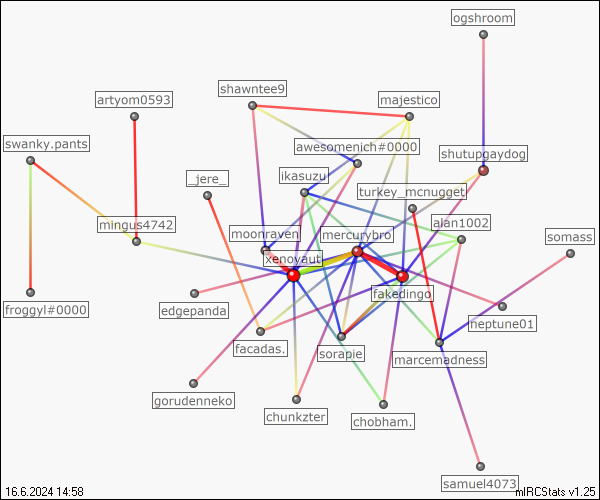 ogshroom
shawntee9
majestico
artyom0593
swanky.pants
awesomenich#0000
shutupgaydog
_jere_
ikasuzu
turkey_mcnugget
mingus4742
moonraven
mercurybro
alan1002
somass
xenoyaut
fakedingo
edgepanda
froggyl#0000
neptune01
facadas.
sorapie
marcemadness
gorudenneko
chunkzter
chobham.
samuel4073
16.6.2024 14:58
mIRCStats v1.25